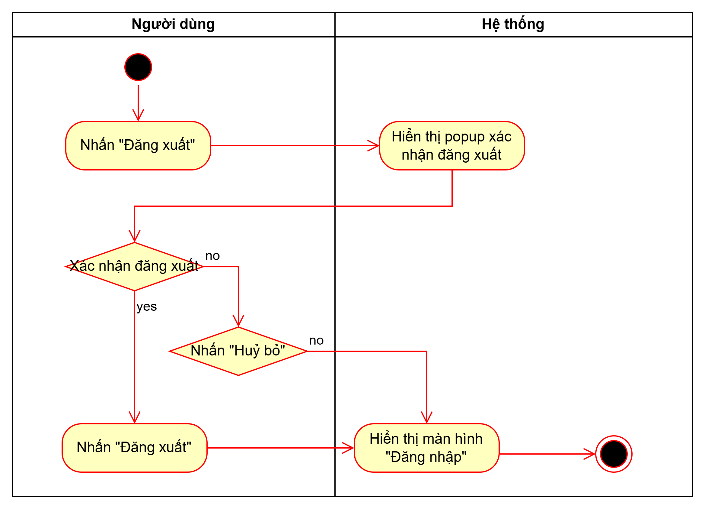 Người dùng
Hệ thống
Nhấn "Đăng xuất"
Hiển thị popup xác
nhận đăng xuất
Xác nhận đăng xuất
no
yes
Nhấn "Huỷ bỏ"
no
Nhấn "Đăng xuất"
Hiển thị màn hình
"Đăng nhập"